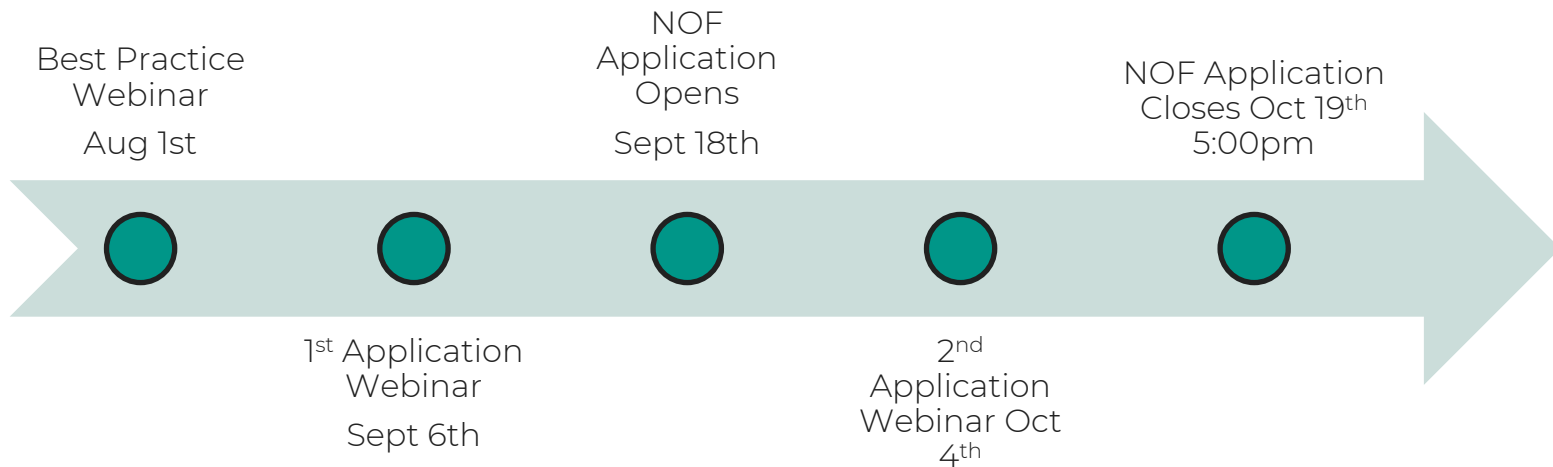 Best Practice
Webinar
Aug 1st
1st Application
Webinar
Sept 6th
NOF
Application
Opens
Sept 18th
2nd
Application
Webinar Oct
4th
NOF Application
Closes Oct 19th
5:00pm